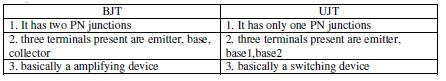 BJT
UJT
1. It has two PN junctions
1. It has only one PN junctions
2. three terminals present are emitter, base,
collector
2. three terminals present are emitter,
base1,base2
3. basically a amplifying device
3. basically a switching device